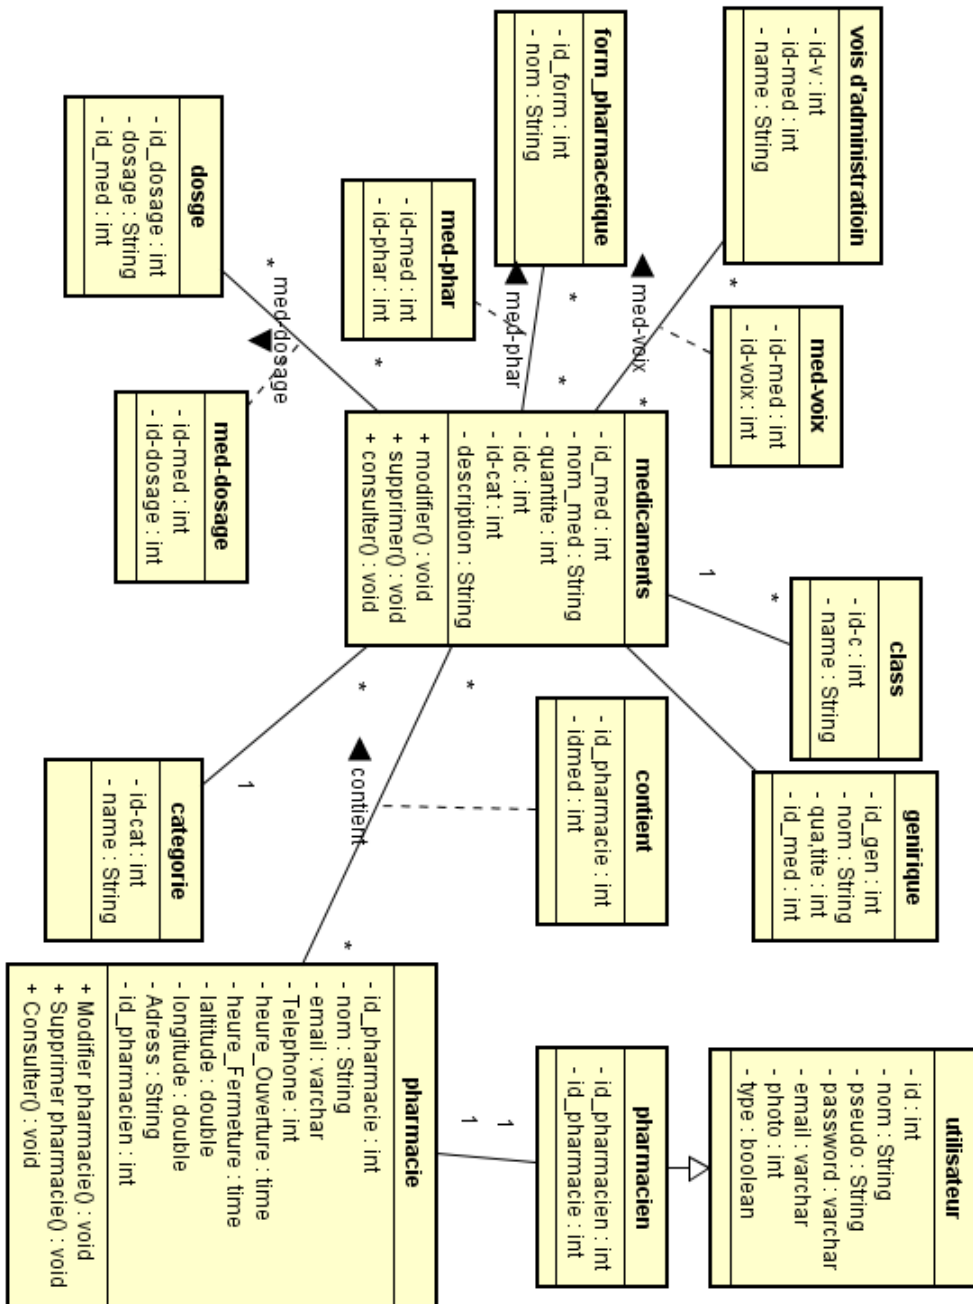 vois d'administratioin
- id-v : int
- id-med : int
- name : String
med-voix
- id-med : int
- id-voix : int
class
- id-c : int
- name : String
genirique
- id_gen : int
- nom : String
- qua,tite : int
- id_med : int
utilisateur
- id : int
- nom : String
- pseudo : String
- password : varchar
- email : varchar
- photo : int
- type : boolean
form_pharmacetique
- id_form : int
- nom : String
med-voix
*
*
med-phar
*
*
med-phar
- id-med : int
- id-phar : int
medicaments
- id_med : int
- nom_med : String
- quantite : int
- idc : int
- id-cat : int
- description : String
+ modifier() : void
+ supprimer() : void
+ consulter() : void
1
*
contient
- id_pharmacie : int
- idmed : int
pharmacien
- id_pharmacien : int
- id_pharmacie : int
dosge
- id_dosage : int
- dosage : String
- id_med : int
* med-dosage
*
med-dosage
- id-med : int
- id-dosage : int
*
1
categorie
- id-cat : int
- name : String
*
contient
*
1
1
pharmacie
- id_pharmacie : int
- nom : String
- email : varchar
- Telephone : int
- heure_Ouverture : time
- heure_Fermeture : time
- laltitude : double
- longitude : double
- Adress : String
- id_pharmacien : int
+ Modifier pharmacie() : void
+ Supprimer pharmacie() : void
+ Consulter() : void